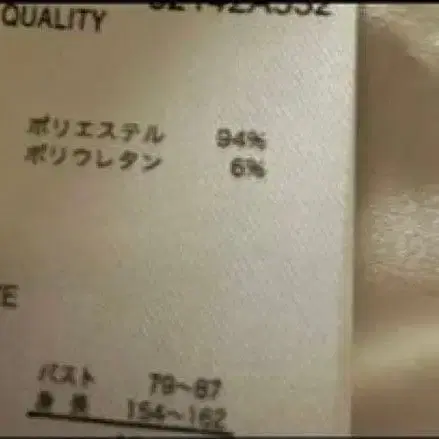 QUALITY
ポリエステル 94%
ポリウレタン 6%
E
バスト 79~87
身長 154~162